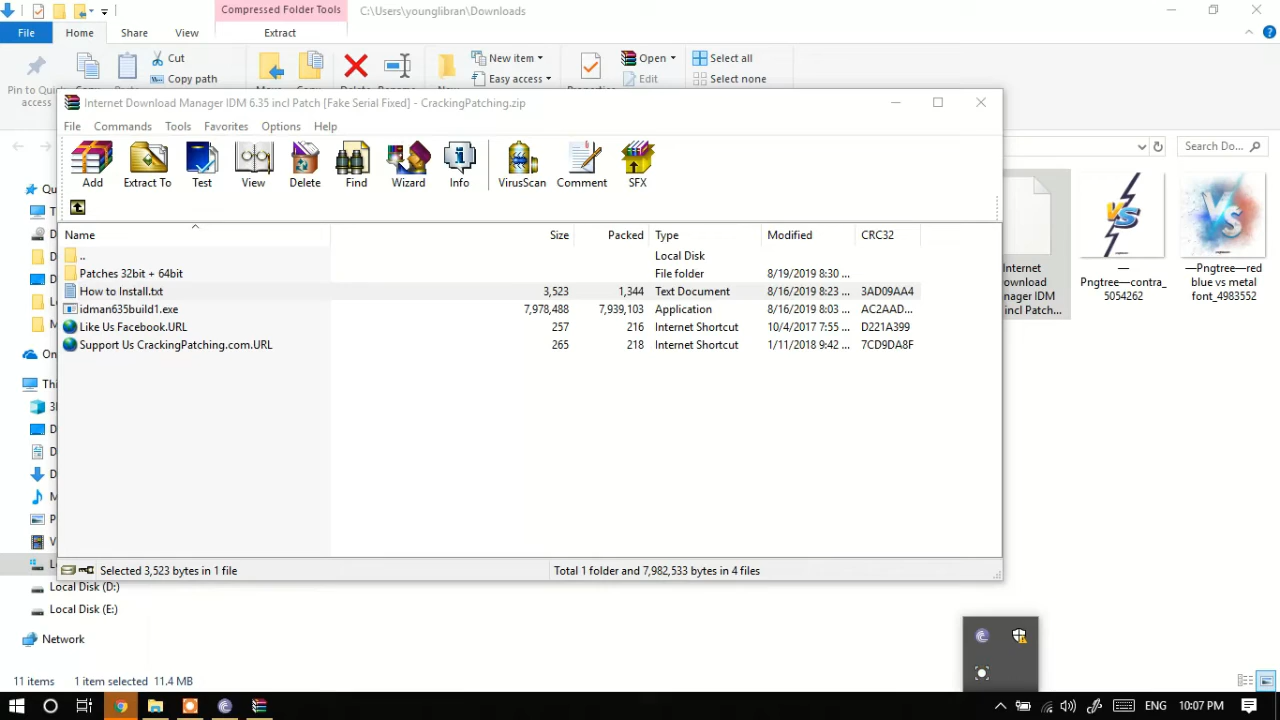 Compressed Folder Tools
C:\Users\younglibran\Downloads
File Home Share View Extract
Pin to Quick access
Cut
Copy path
New item
Easy access
Open
Edit
Select all
Select none
Internet Download Manager IDM 6.35 incl Patch [Fake Serial Fixed] - CrackingPatching.zip
File Commands Tools Favorites Options Help
Add Extract To Test View Delete Find Wizard Info VirusScan Comment SFX
Search Do...
Name Size Packed Type Modified CRC32
.. Local Disk
Patches 32bit + 64bit File folder 8/19/2019 8:30 ...
How to Install.txt 3,523 1,344 Text Document 8/16/2019 8:23 ... 3AD09AA4
idman635build1.exe 7,978,488 7,939,103 Application 8/16/2019 8:03 ... AC2AAD...
Like Us Facebook.URL 257 216 Internet Shortcut 10/4/2017 7:55 ... D221A399
Support Us CrackingPatching.com.URL 265 218 Internet Shortcut 1/11/2018 9:42 ... 7CD9DA8F
Selected 3,523 bytes in 1 file
Total 1 folder and 7,982,533 bytes in 4 files
Internet
ownload
nager IDM
incl Patch...
VS
—
Pngtree—contra_
5054262
VS
—Pngtree—red
blue vs metal
font_4983552
Qu
On
Thi
Local Disk (D:)
Local Disk (E:)
Network
11 items 1 item selected 11.4 MB
ENG 10:07 PM